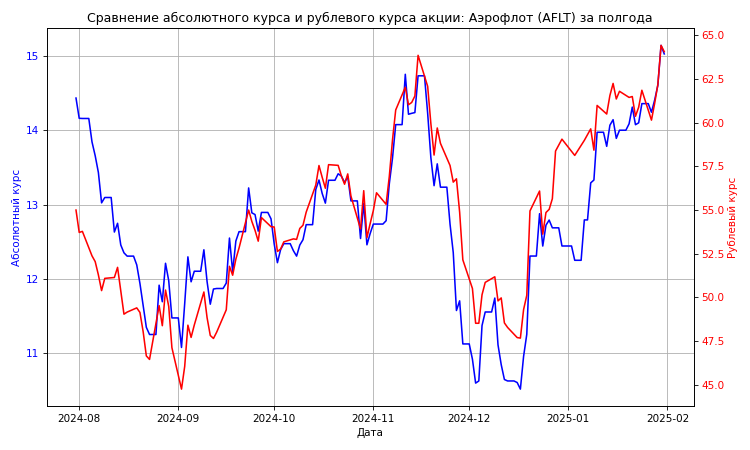 Сравнение абсолютного курса и рублевого курса акции: Аэрофлот (AFLT) за полгода
15
14
13
12
11
Абсолютный курс
65.0
62.5
60.0
57.5
55.0
52.5
50.0
47.5
45.0
Рублевый курс
2024-08 2024-09 2024-10 2024-11 2024-12 2025-01 2025-02
Дата